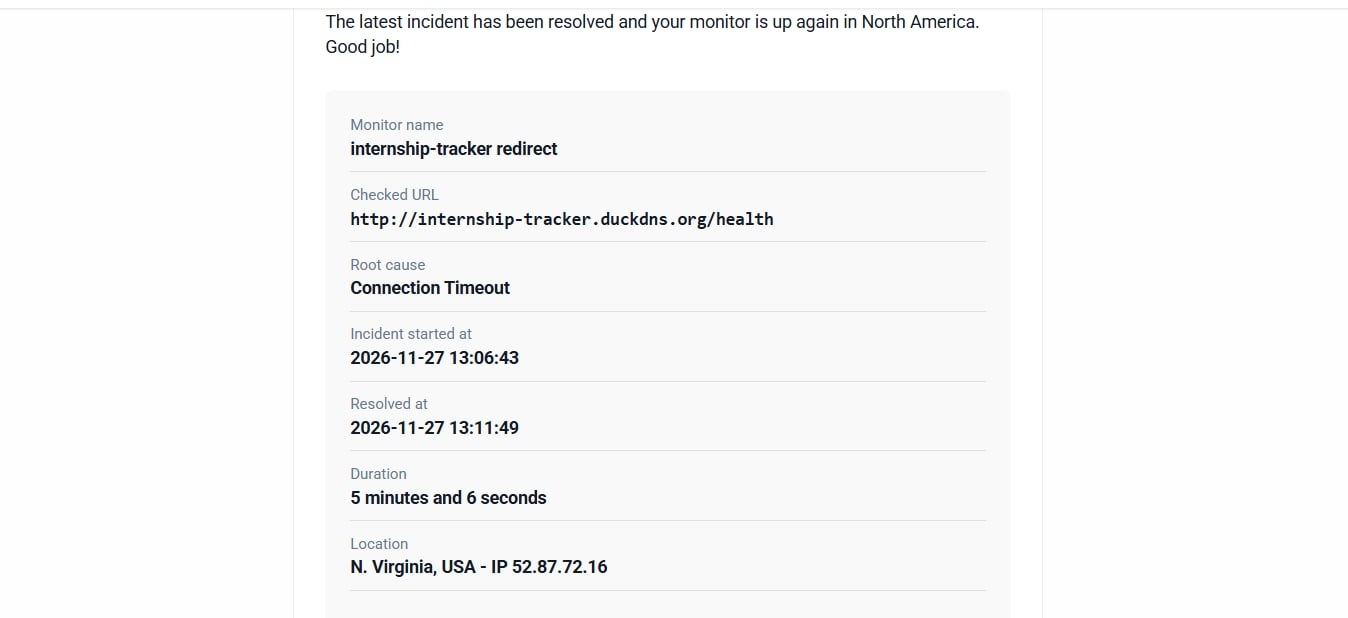 The latest incident has been resolved and your monitor is up again in North America.
Good job!
Monitor name
internship-tracker redirect
Checked URL
http://internship-tracker.duckdns.org/health
Root cause
Connection Timeout
Incident started at
2026-11-27 13:06:43
Resolved at
2026-11-27 13:11:49
Duration
5 minutes and 6 seconds
Location
N. Virginia, USA - IP 52.87.72.16